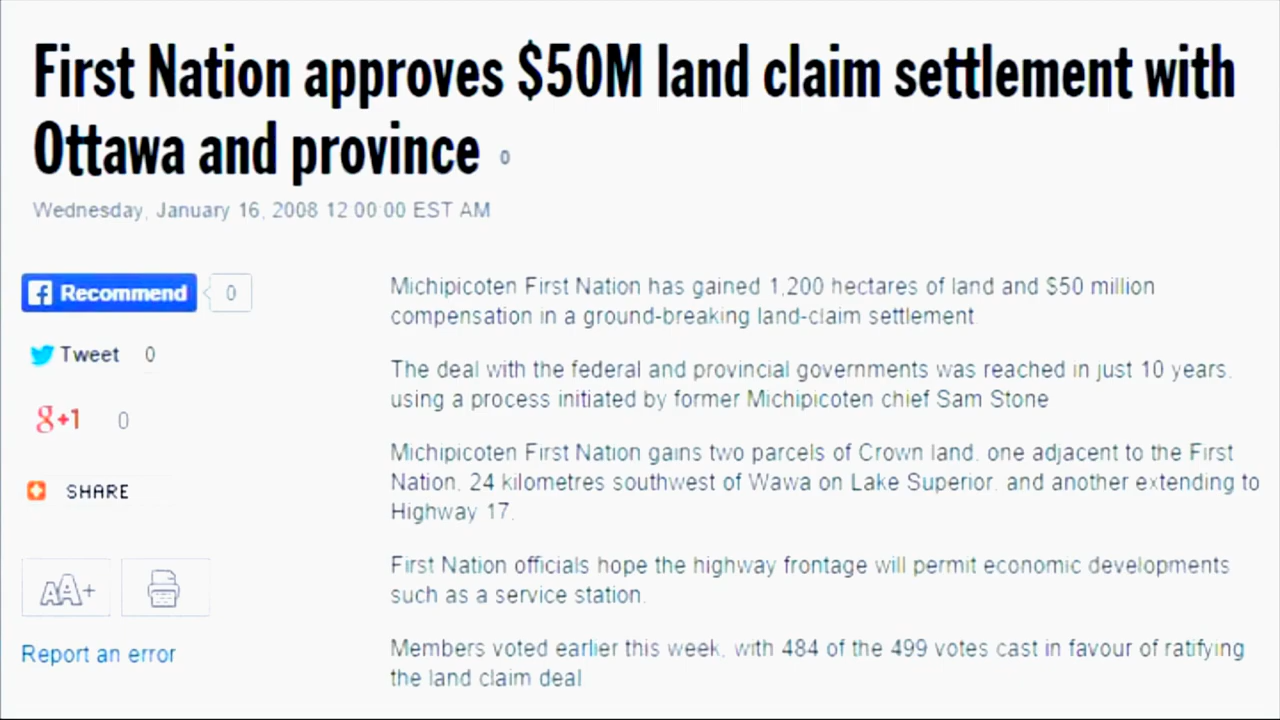 First Nation approves $50M land claim settlement with
Ottawa and province 0
Wednesday, January 16, 2008 12:00:00 EST AM
Recommend 0
Tweet 0
g+1 0
SHARE
AA+
Report an error
Michipicoten First Nation has gained 1,200 hectares of land and $50 million
compensation in a ground-breaking land-claim settlement.
The deal with the federal and provincial governments was reached in just 10 years,
using a process initiated by former Michipicoten chief Sam Stone
Michipicoten First Nation gains two parcels of Crown land, one adjacent to the First
Nation, 24 kilometres southwest of Wawa on Lake Superior, and another extending to
Highway 17.
First Nation officials hope the highway frontage will permit economic developments
such as a service station.
Members voted earlier this week, with 484 of the 499 votes cast in favour of ratifying
the land claim deal